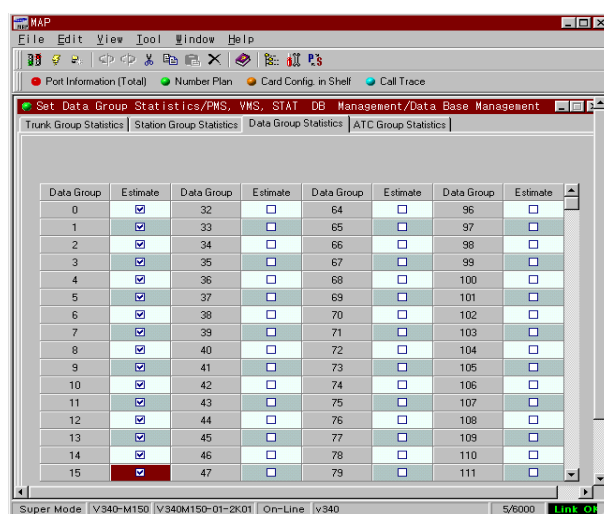 MAP
File Edit View Tool Window Help
Port Information (Total) Number Plan Card Config. in Shelf Call Trace
Set Data Group Statistics/PMS, VMS, STAT DB Management/Data Base Management
Trunk Group Statistics Station Group Statistics Data Group Statistics ATC Group Statistics
Data Group Estimate Data Group Estimate Data Group Estimate Data Group Estimate
0 32 64 96
1 33 65 97
2 34 66 98
3 35 67 99
4 36 68 100
5 37 69 101
6 38 70 102
7 39 71 103
8 40 72 104
9 41 73 105
10 42 74 106
11 43 75 107
12 44 76 108
13 45 77 109
14 46 78 110
15 47 79 111
Super Mode V340-M150 V340M150-01-2K01 On-Line v340 5/6000 Link OK